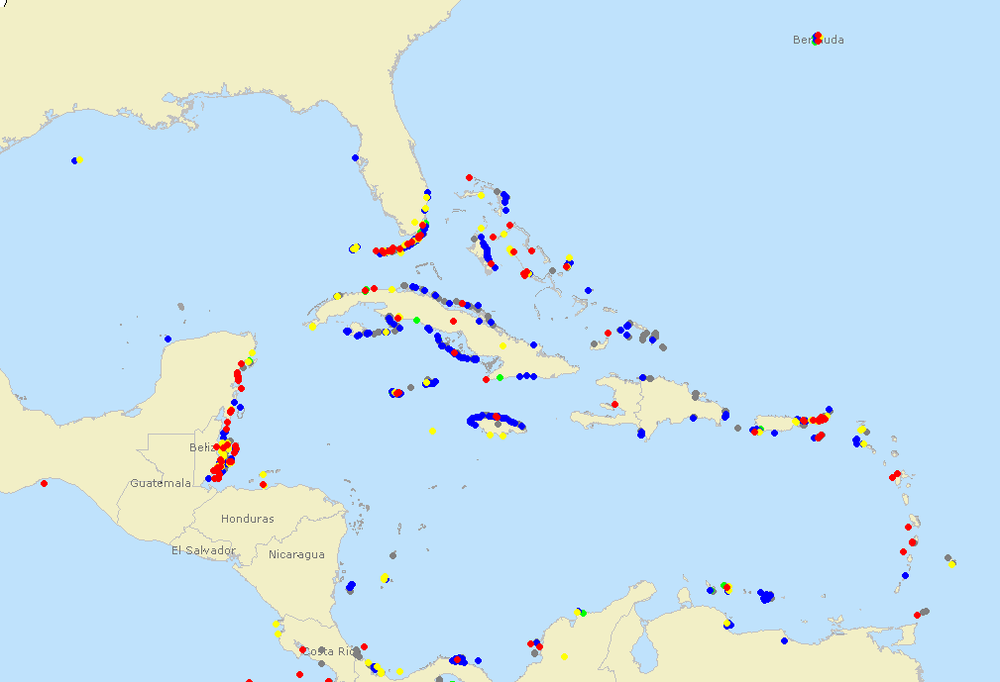 Bermuda
Belize
Guatemala
Honduras
El Salvador
Nicaragua
Costa Rica